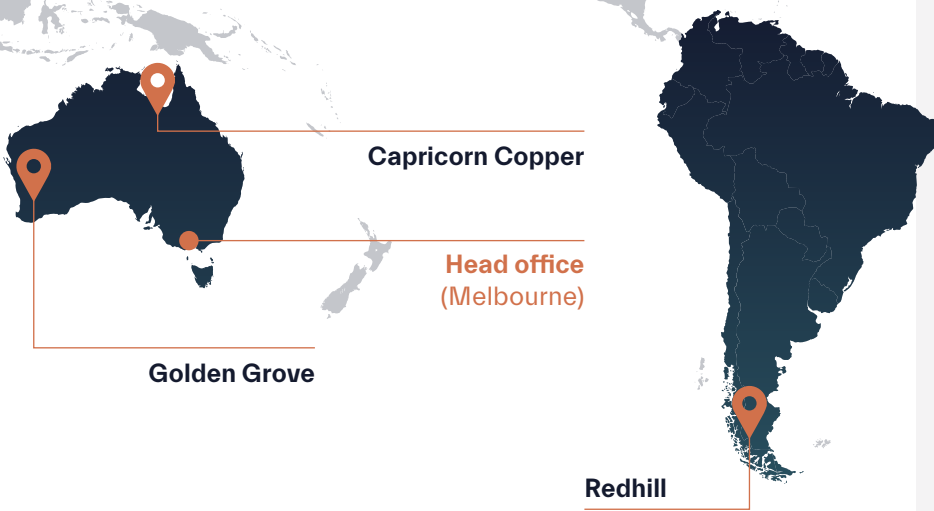 Capricorn Copper
Head office
(Melbourne)
Golden Grove
Redhill